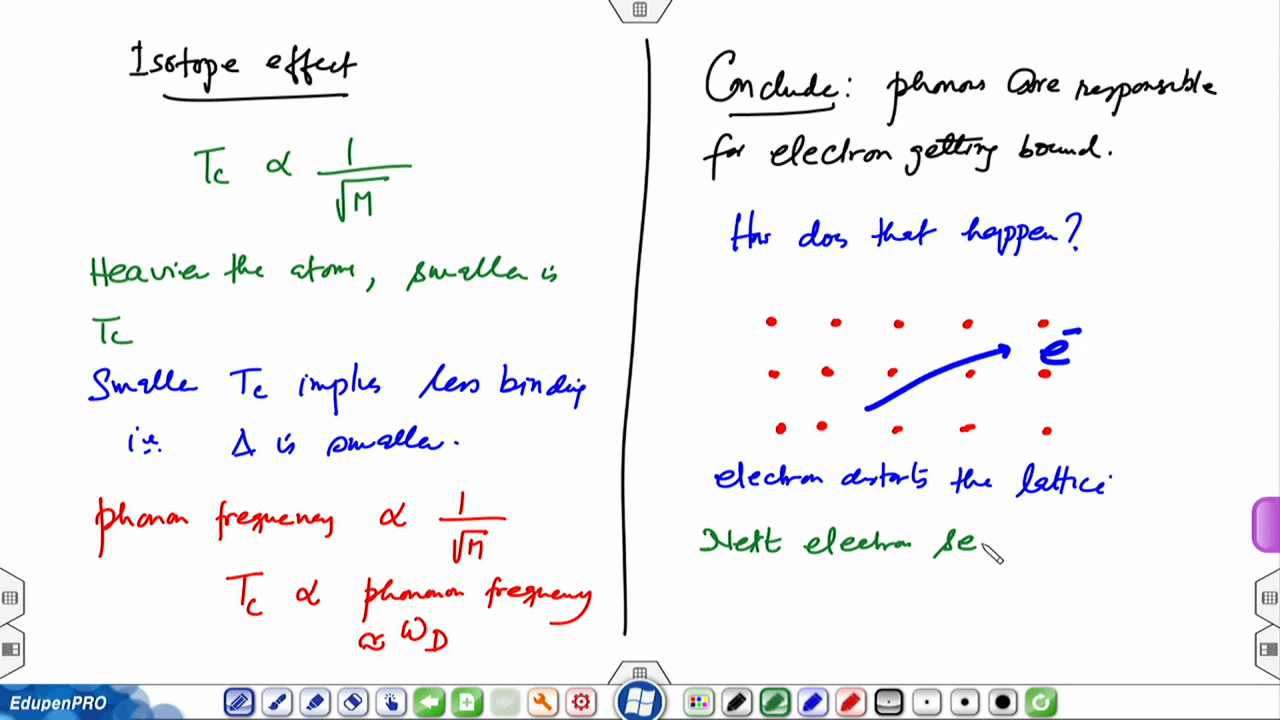 Isotope effect
Tc ∝ 1/√M
Heavier the atom, smaller is
Tc
Smaller Tc implies less binding
i.e. Δ is smaller.
phonon frequency ∝ 1/√M
Tc ∝ phonon frequency
≈ ωD
Conclude: phonons are responsible
for electron getting bound.
How does that happen?
e⁻
electron distorts the lattice
Next electron se
EdupenPRO